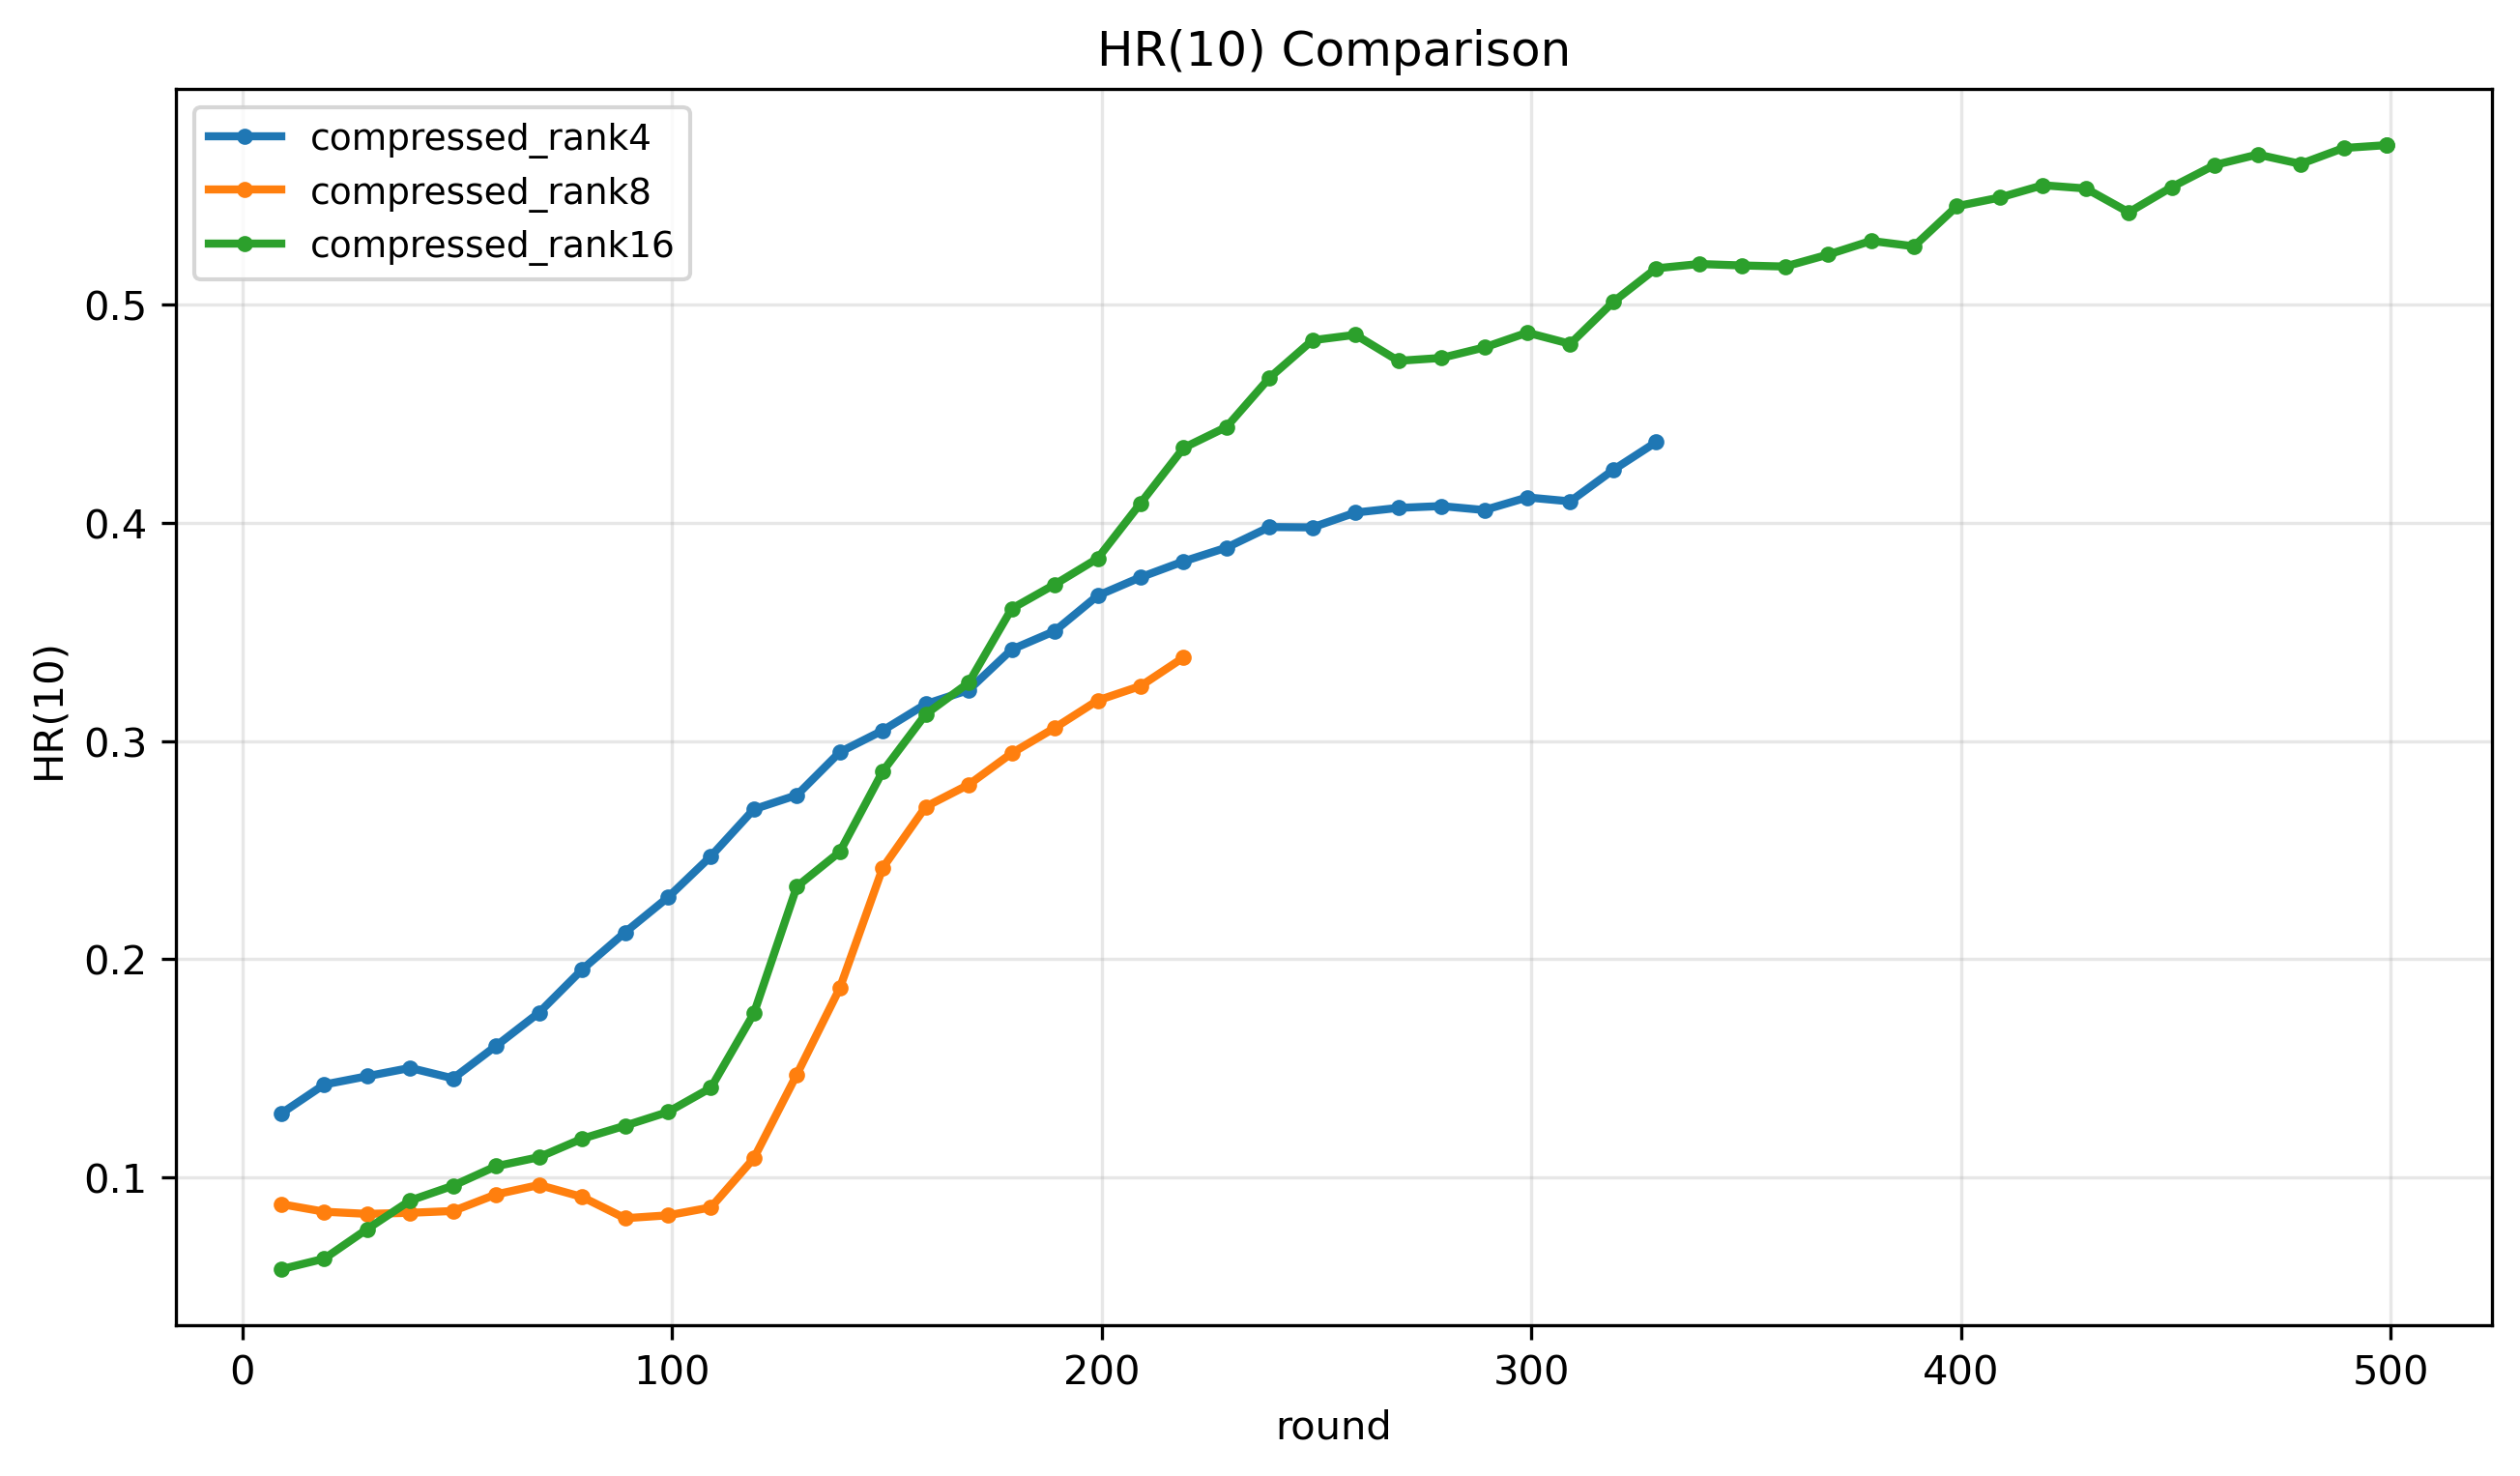 HR(10) Comparison
compressed_rank4
compressed_rank8
compressed_rank16
HR(10)
0.5
0.4
0.3
0.2
0.1
0 100 200 300 400 500
round